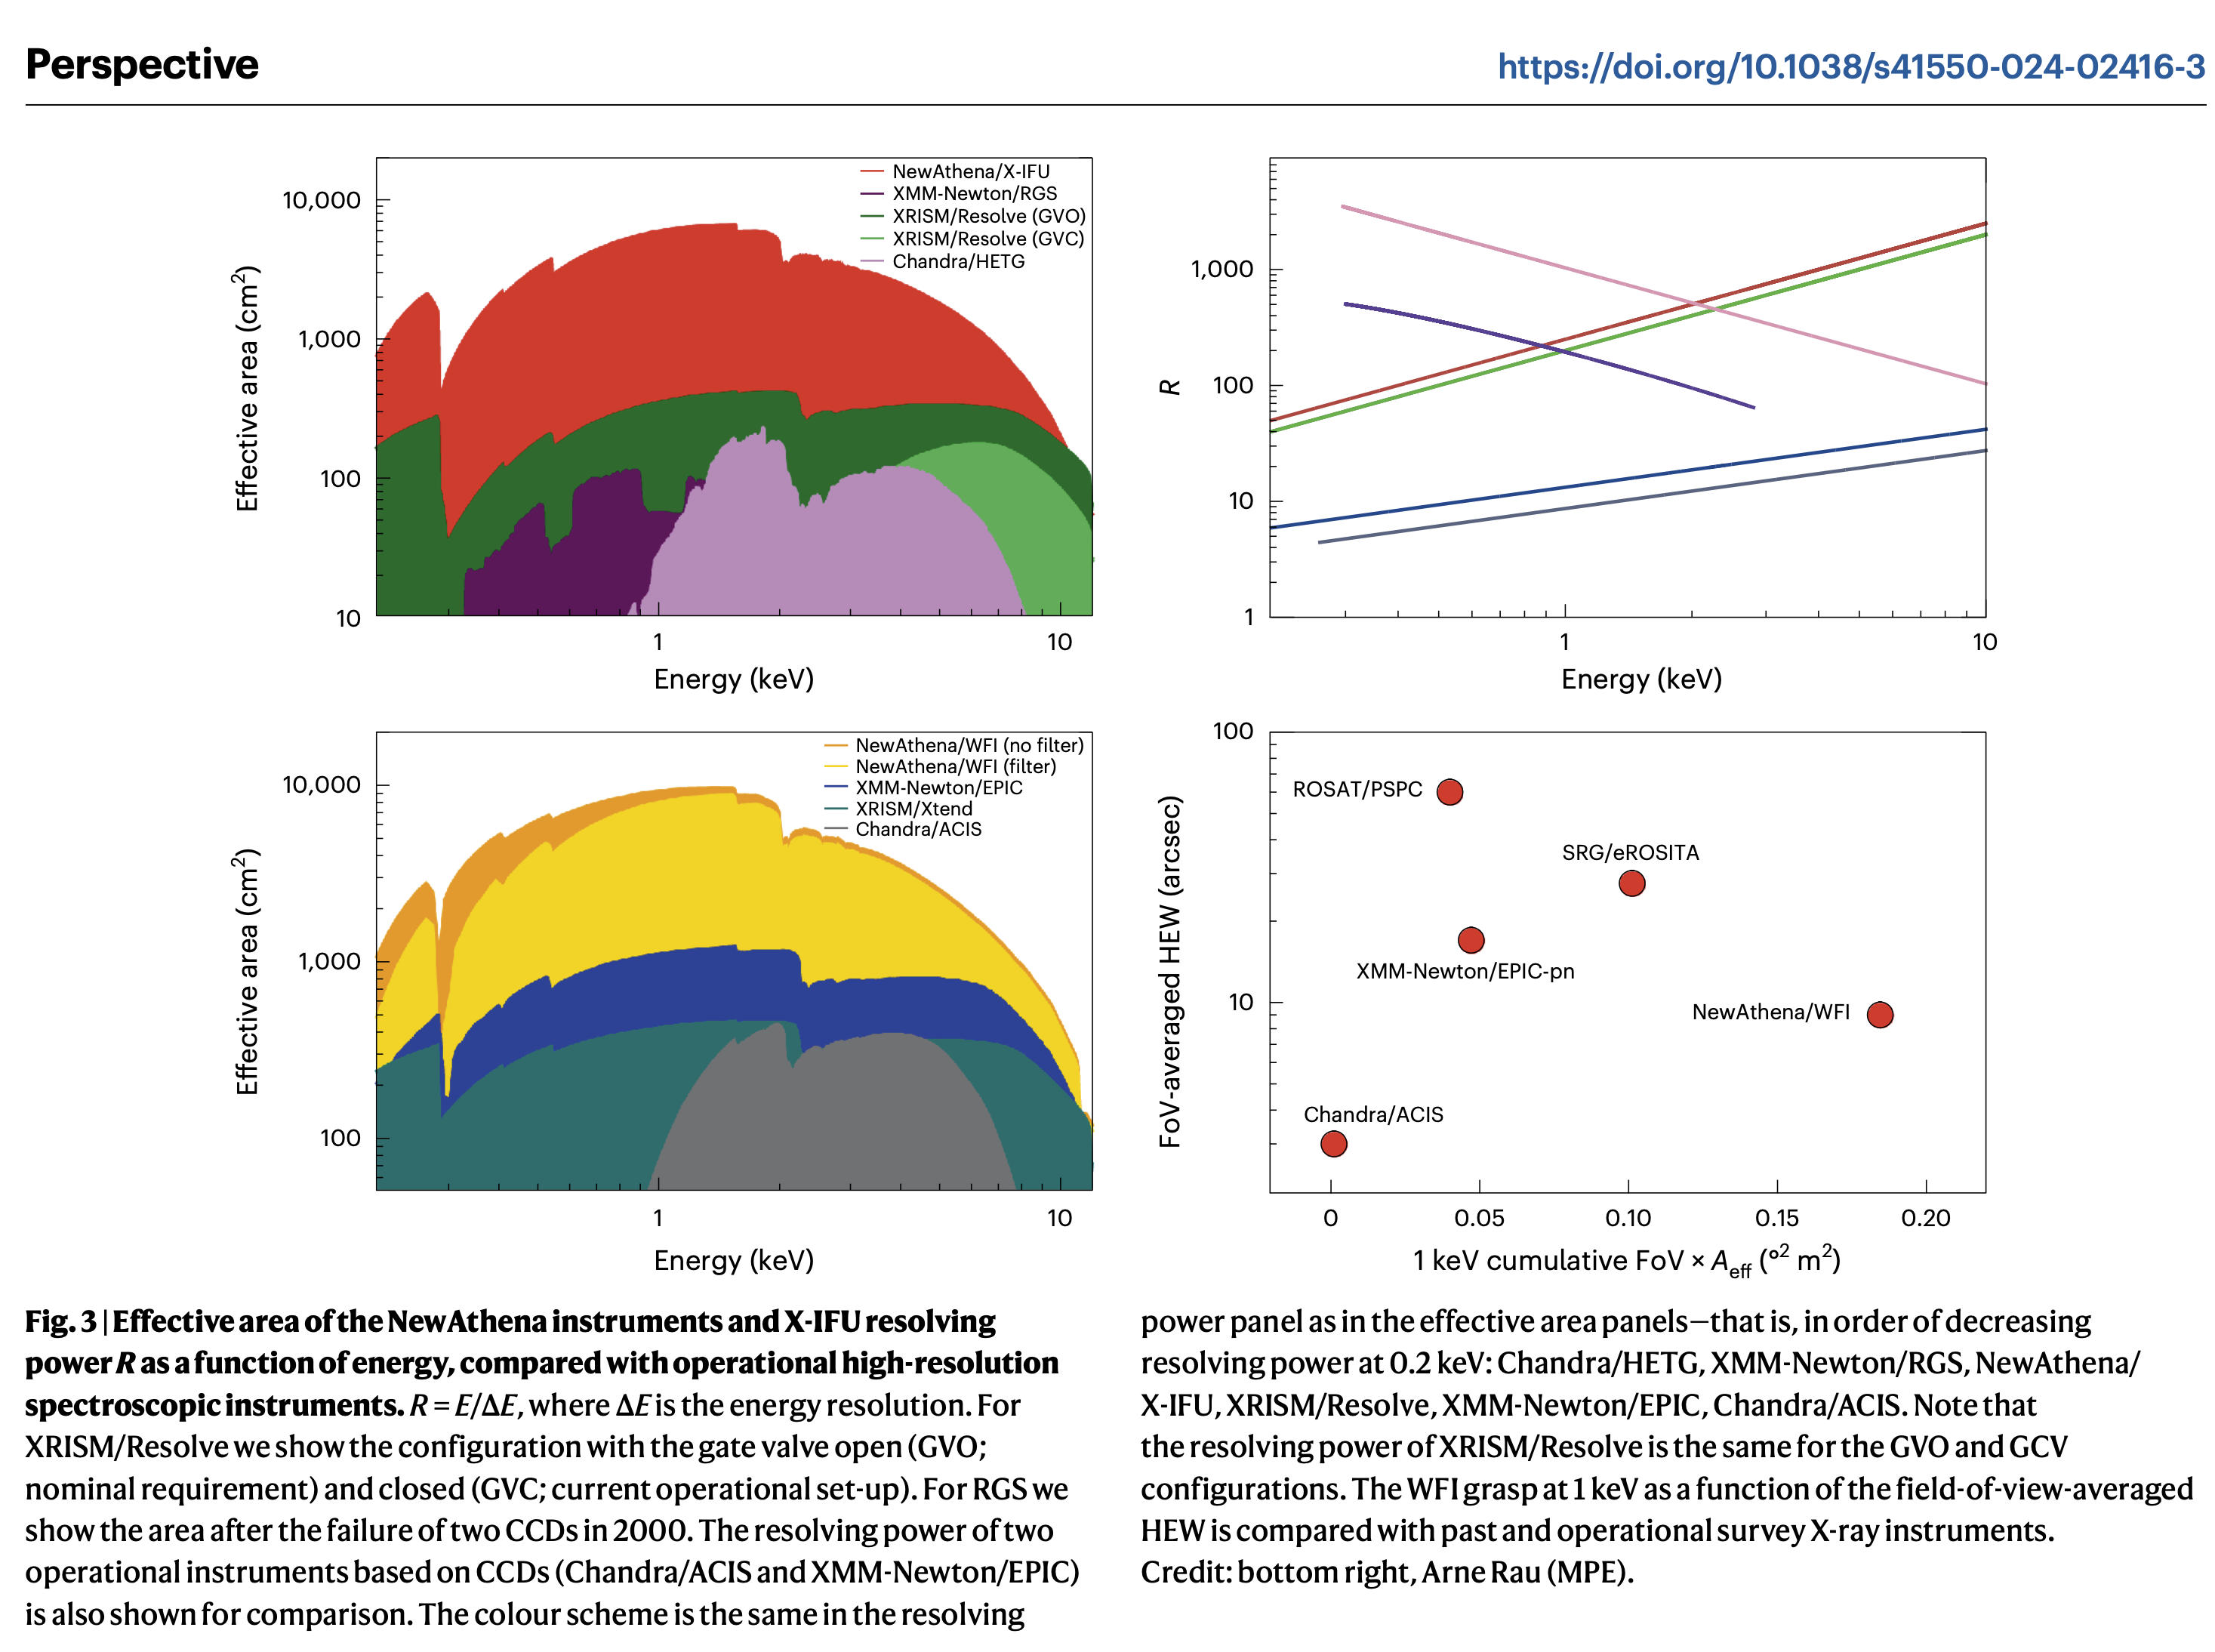 Perspective
https://doi.org/10.1038/s41550-024-02416-3
10,000
1,000
100
10
Effective area (cm²)
NewAthena/X-IFU
XMM-Newton/RGS
XRISM/Resolve (GVO)
XRISM/Resolve (GVC)
Chandra/HETG
1
10
Energy (keV)
1,000
100
10
1
R
1
10
Energy (keV)
10,000
1,000
100
Effective area (cm²)
NewAthena/WFI (no filter)
NewAthena/WFI (filter)
XMM-Newton/EPIC
XRISM/Xtend
Chandra/ACIS
1
10
Energy (keV)
100
10
FoV-averaged HEW (arcsec)
ROSAT/PSPC
SRG/eROSITA
XMM-Newton/EPIC-pn
NewAthena/WFI
Chandra/ACIS
0
0.05
0.10
0.15
0.20
1 keV cumulative FoV × Aeff (°² m²)
Fig. 3 | Effective area of the NewAthena instruments and X-IFU resolving
power R as a function of energy, compared with operational high-resolution
spectroscopic instruments. R = E/ΔE, where ΔE is the energy resolution. For
XRISM/Resolve we show the configuration with the gate valve open (GVO;
nominal requirement) and closed (GVC; current operational set-up). For RGS we
show the area after the failure of two CCDs in 2000. The resolving power of two
operational instruments based on CCDs (Chandra/ACIS and XMM-Newton/EPIC)
is also shown for comparison. The colour scheme is the same in the resolving
power panel as in the effective area panels—that is, in order of decreasing
resolving power at 0.2 keV: Chandra/HETG, XMM-Newton/RGS, NewAthena/
X-IFU, XRISM/Resolve, XMM-Newton/EPIC, Chandra/ACIS. Note that
the resolving power of XRISM/Resolve is the same for the GVO and GCV
configurations. The WFI grasp at 1 keV as a function of the field-of-view-averaged
HEW is compared with past and operational survey X-ray instruments.
Credit: bottom right, Arne Rau (MPE).